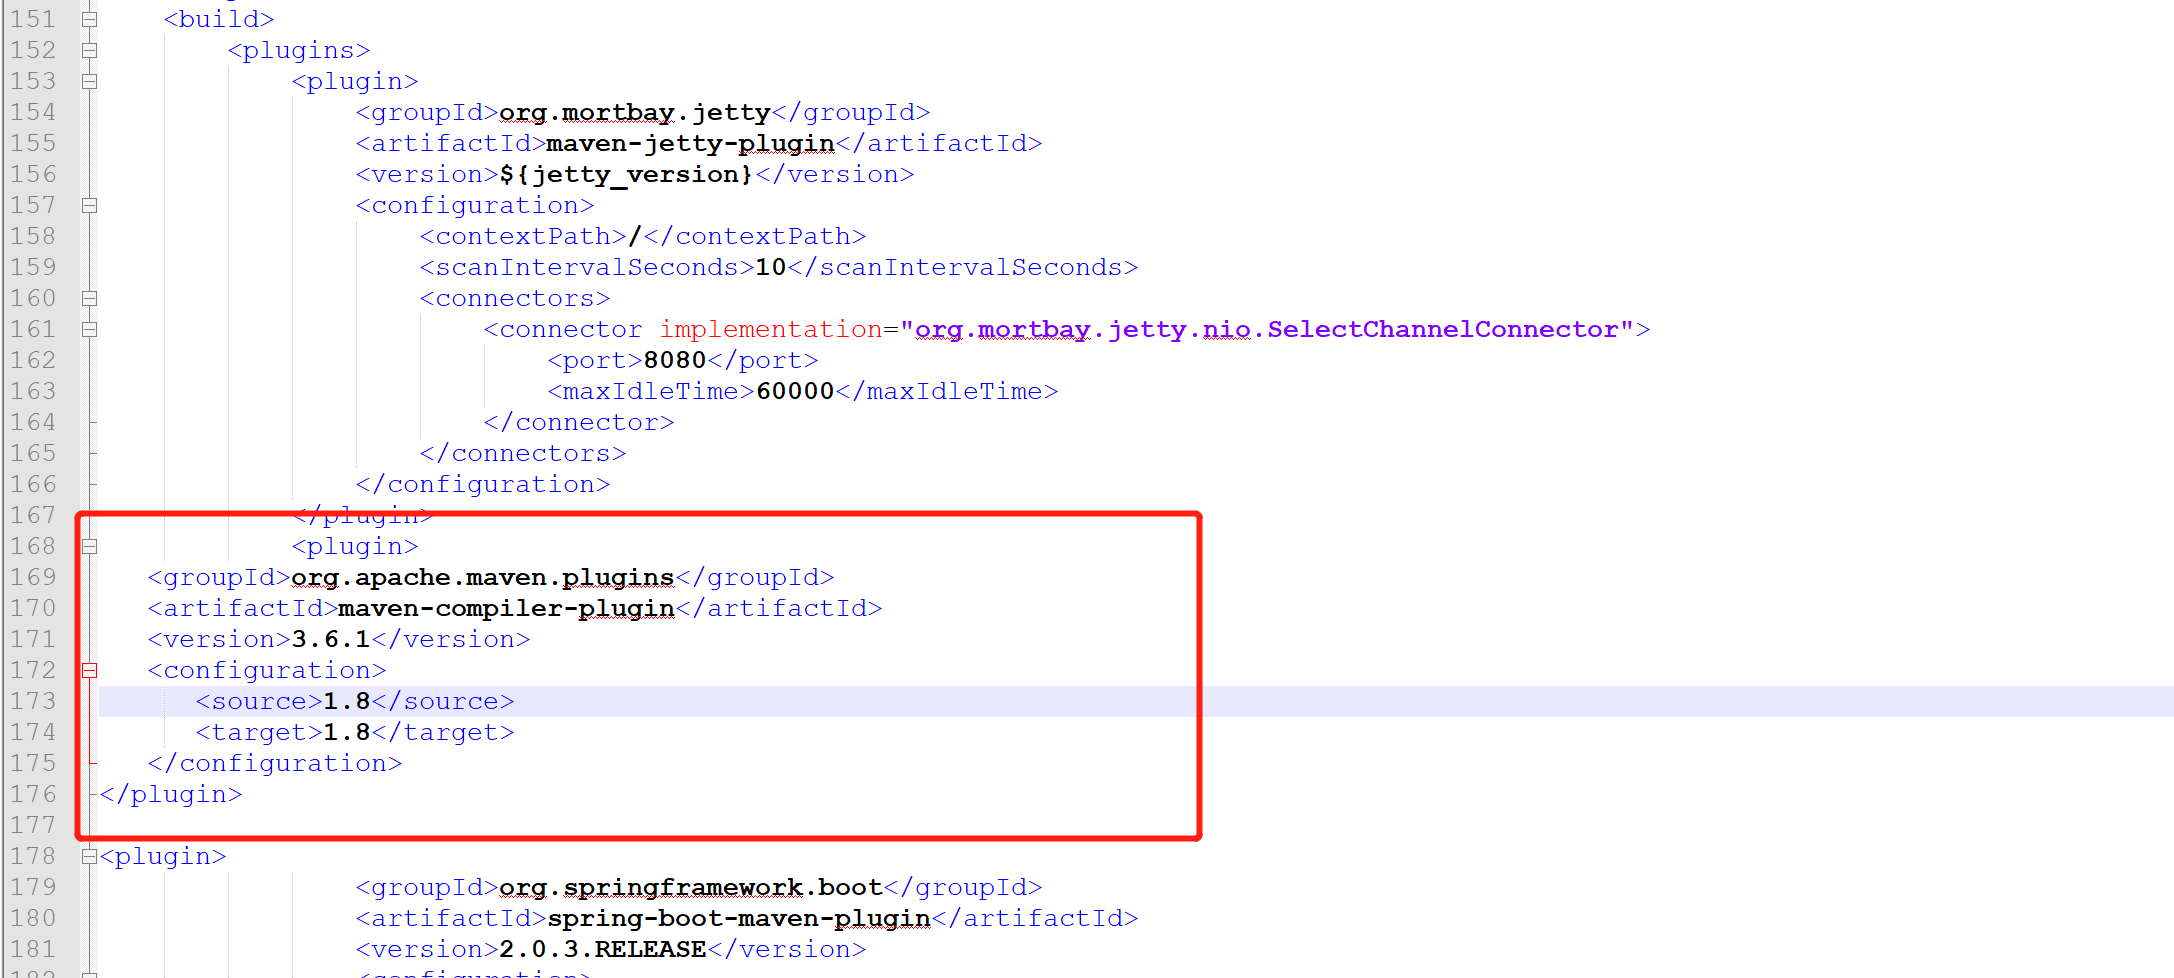 151 <build>
152 <plugins>
153 <plugin>
154 <groupId>org.mortbay.jetty</groupId>
155 <artifactId>maven-jetty-plugin</artifactId>
156 <version>${jetty_version}</version>
157 <configuration>
158 <contextPath>/</contextPath>
159 <scanIntervalSeconds>10</scanIntervalSeconds>
160 <connectors>
161 <connector implementation="org.mortbay.jetty.nio.SelectChannelConnector">
162 <port>8080</port>
163 <maxIdleTime>60000</maxIdleTime>
164 </connector>
165 </connectors>
166 </configuration>
167 </plugin>
168 <plugin>
169 <groupId>org.apache.maven.plugins</groupId>
170 <artifactId>maven-compiler-plugin</artifactId>
171 <version>3.6.1</version>
172 <configuration>
173 <source>1.8</source>
174 <target>1.8</target>
175 </configuration>
176 </plugin>
177
178 <plugin>
179 <groupId>org.springframework.boot</groupId>
180 <artifactId>spring-boot-maven-plugin</artifactId>
181 <version>2.0.3.RELEASE</version>
182 <configuration>